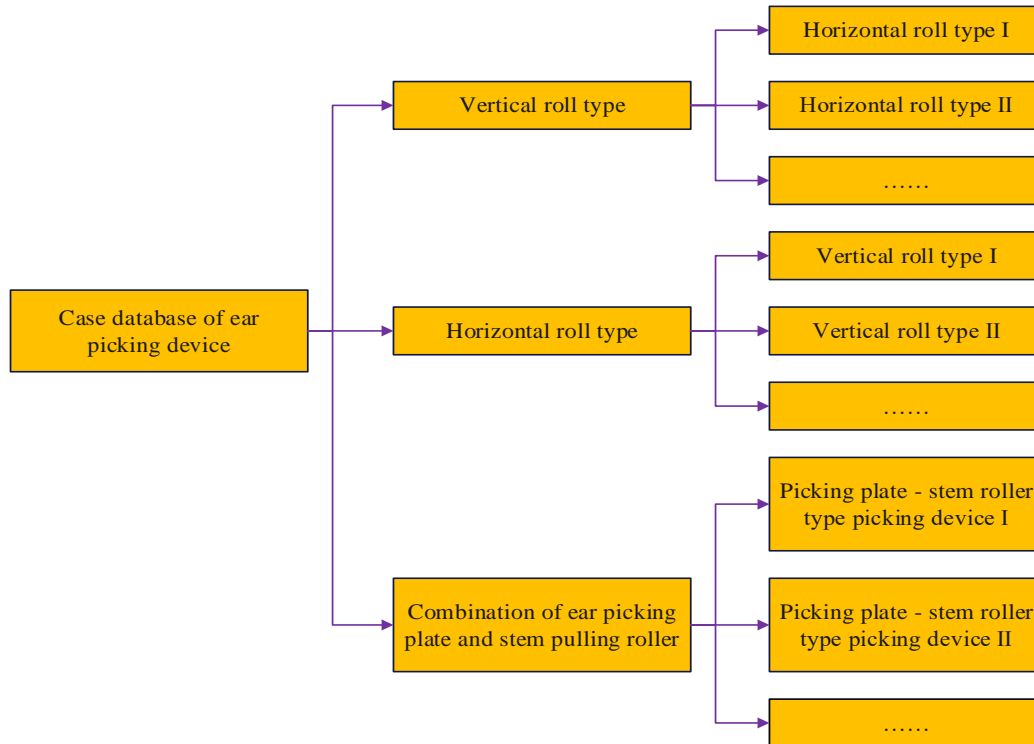 Case database of ear
picking device
Vertical roll type
Horizontal roll type I
Horizontal roll type II
……
Horizontal roll type
Vertical roll type I
Vertical roll type II
……
Combination of ear picking
plate and stem pulling roller
Picking plate - stem roller
type picking device I
Picking plate - stem roller
type picking device II
……